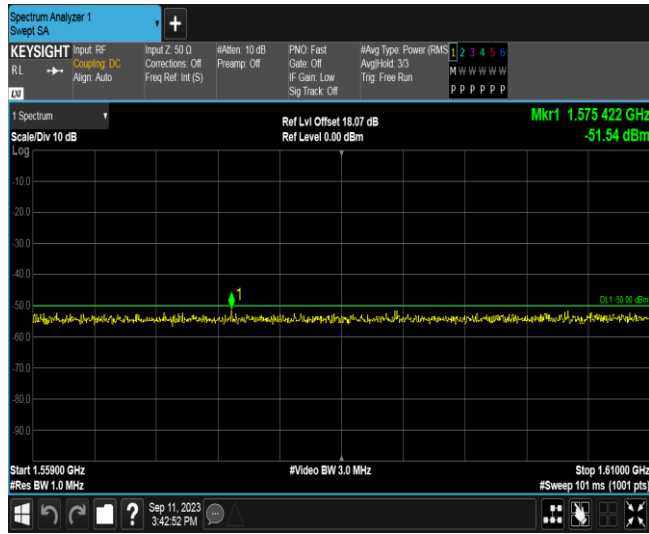 Spectrum Analyzer 1
Swept SA
+
KEYSIGHT Input: RF Input Z: 50 Ω #Atten: 10 dB PNO: Fast #Avg Type: Power (RMS 1 2 3 4 5 6
RL Coupling: DC Corrections: Off Preamp: Off Gate: Off Avg|Hold: 3/3 M W W W W W
Align: Auto Freq Ref: Int (S) IF Gain: Low Trig: Free Run P P P P P P
LXI Sig Track: Off
1 Spectrum Ref Lvl Offset 18.07 dB Mkr1 1.575 422 GHz
Scale/Div 10 dB Ref Level 0.00 dBm -51.54 dBm
Log
-10.0
-20.0
-30.0
-40.0
1
DL1 -50.00 dBm
-50.0
-60.0
-70.0
-80.0
-90.0
Start 1.55900 GHz #Video BW 3.0 MHz Stop 1.61000 GHz
#Res BW 1.0 MHz #Sweep 101 ms (1001 pts)
? Sep 11, 2023
3:42:52 PM